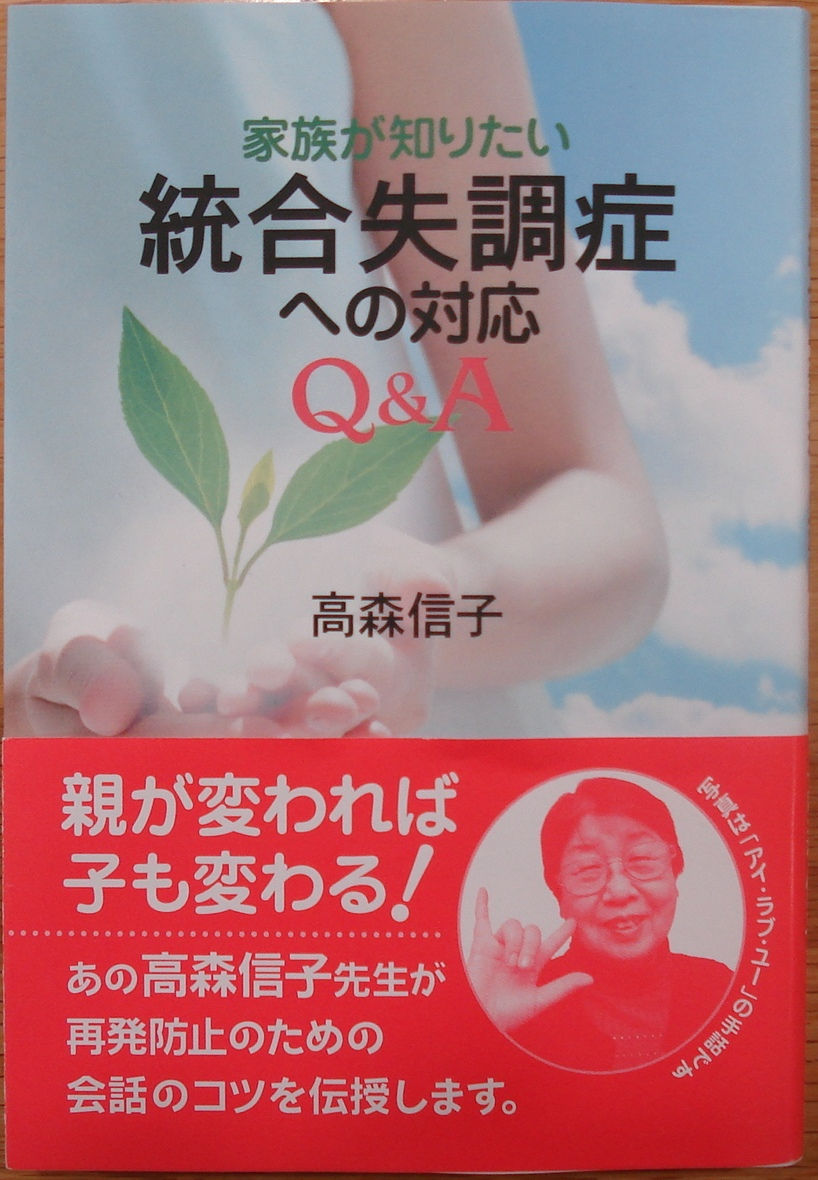 家族が知りたい
統合失調症
への対応
Q&A
高森信子
親が変われば
子も変わる!
あの高森信子先生が
再発防止のための
会話のコツを伝授します。
写真は「アイ・ラブ・ユー」の手話です